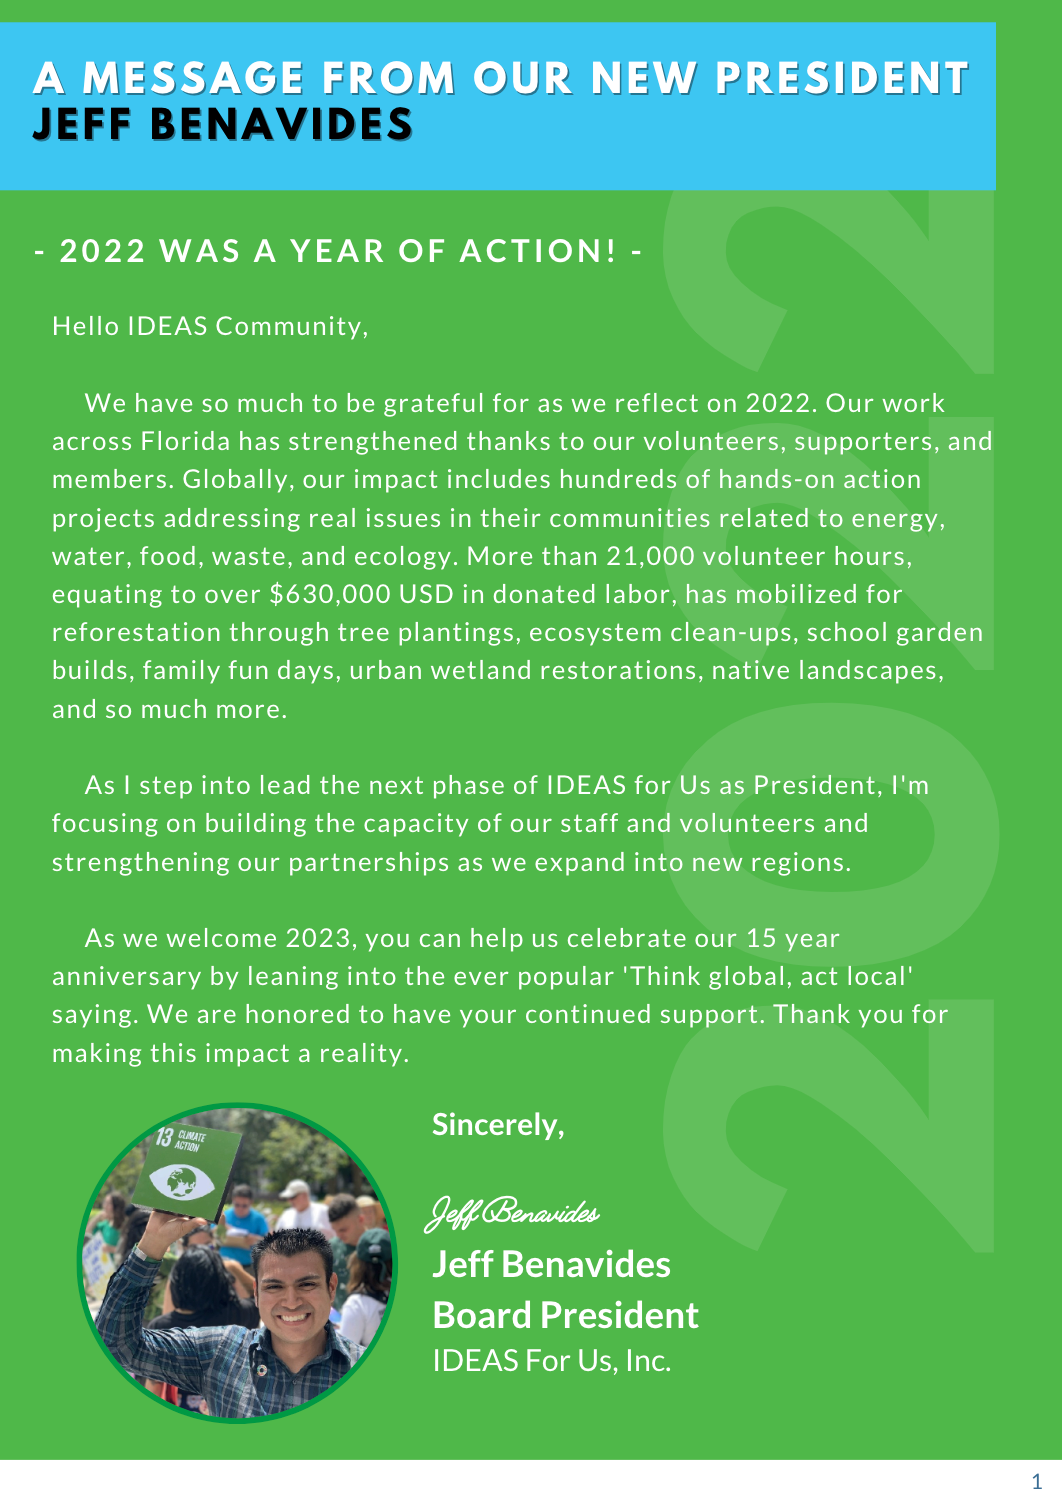 A MESSAGE FROM OUR NEW PRESIDENT
JEFF BENAVIDES
- 2022 WAS A YEAR OF ACTION! -
Hello IDEAS Community,
We have so much to be grateful for as we reflect on 2022. Our work
across Florida has strengthened thanks to our volunteers, supporters, and
members. Globally, our impact includes hundreds of hands-on action
projects addressing real issues in their communities related to energy,
water, food, waste, and ecology. More than 21,000 volunteer hours,
equating to over $630,000 USD in donated labor, has mobilized for
reforestation through tree plantings, ecosystem clean-ups, school garden
builds, family fun days, urban wetland restorations, native landscapes,
and so much more.
As I step into lead the next phase of IDEAS for Us as President, I'm
focusing on building the capacity of our staff and volunteers and
strengthening our partnerships as we expand into new regions.
As we welcome 2023, you can help us celebrate our 15 year
anniversary by leaning into the ever popular 'Think global, act local'
saying. We are honored to have your continued support. Thank you for
making this impact a reality.
2022
13 CLIMATE
ACTION
Sincerely,
Jeff Benavides
Jeff Benavides
Board President
IDEAS For Us, Inc.
1